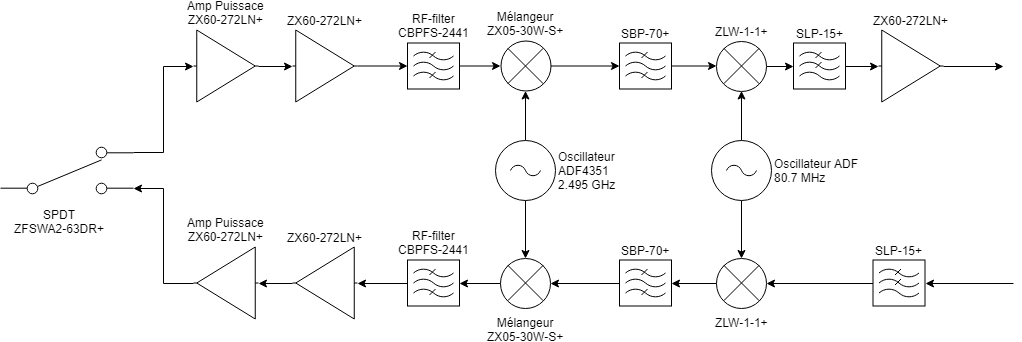 Amp Puissance
ZX60-272LN+
ZX60-272LN+
RF-filter
CBPFS-2441
Mélangeur
ZX05-30W-S+
SBP-70+
ZLW-1-1+
SLP-15+
ZX60-272LN+
Oscillateur
ADF4351
2.495 GHz
Oscillateur ADF
80.7 MHz
SPDT
ZFSWA2-63DR+
Amp Puissace
ZX60-272LN+
ZX60-272LN+
RF-filter
CBPFS-2441
SBP-70+
SLP-15+
Mélangeur
ZX05-30W-S+
ZLW-1-1+